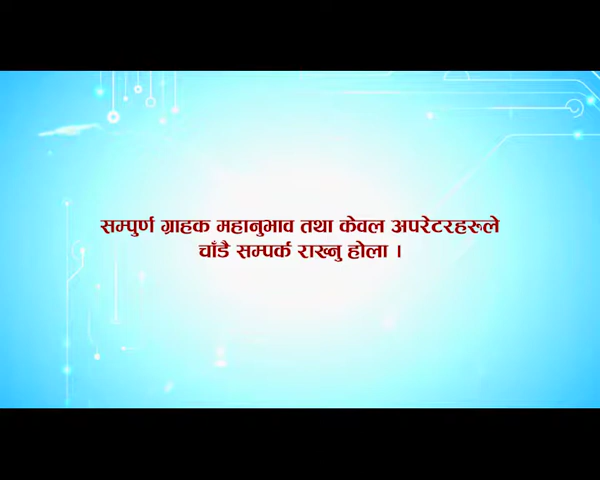 सम्पुर्ण ग्राहक महानुभाव तथा केवल अपरेटरहरुले
चाँडै सम्पर्क राख्नु होला ।